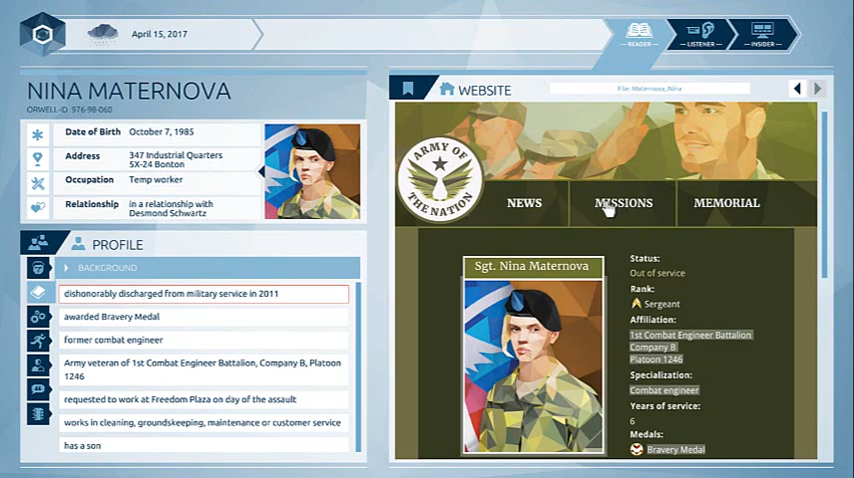 April 15, 2017
READER
LISTENER
INSIDER
NINA MATERNOVA
ORWELL-ID 976-98-060
Date of Birth October 7, 1985
Address 347 Industrial Quarters
SX-24 Bonton
Occupation Temp worker
Relationship in a relationship with
Desmond Schwartz
PROFILE
BACKGROUND
dishonorably discharged from military service in 2011
awarded Bravery Medal
former combat engineer
Army veteran of 1st Combat Engineer Battalion, Company B, Platoon
1246
requested to work at Freedom Plaza on day of the assault
works in cleaning, groundskeeping, maintenance or customer service
has a son
WEBSITE
File: Maternova, Nina
ARMY OF
THE NATION
NEWS
MISSIONS
MEMORIAL
Sgt. Nina Maternova
Status:
Out of service
Rank:
Sergeant
Affiliation:
1st Combat Engineer Battalion
Company B
Platoon 1246
Specialization:
Combat engineer
Years of service:
6
Medals:
Bravery Medal